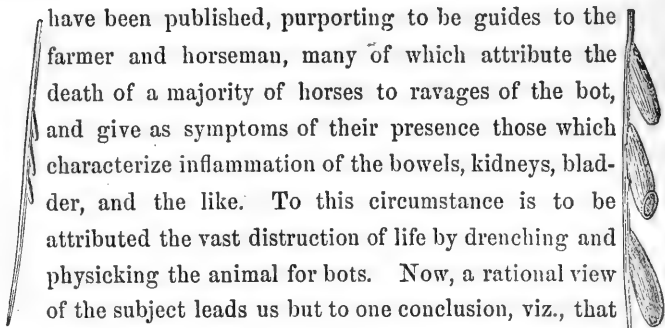 have been published, purporting to be guides to the
farmer and horseman, many of which attribute the
death of a majority of horses to ravages of the bot,
and give as symptoms of their presence those which
characterize inflammation of the bowels, kidneys, blad-
der, and the like. To this circumstance is to be
attributed the vast distruction of life by drenching and
physicking the animal for bots. Now, a rational view
of the subject leads us but to one conclusion, viz., that